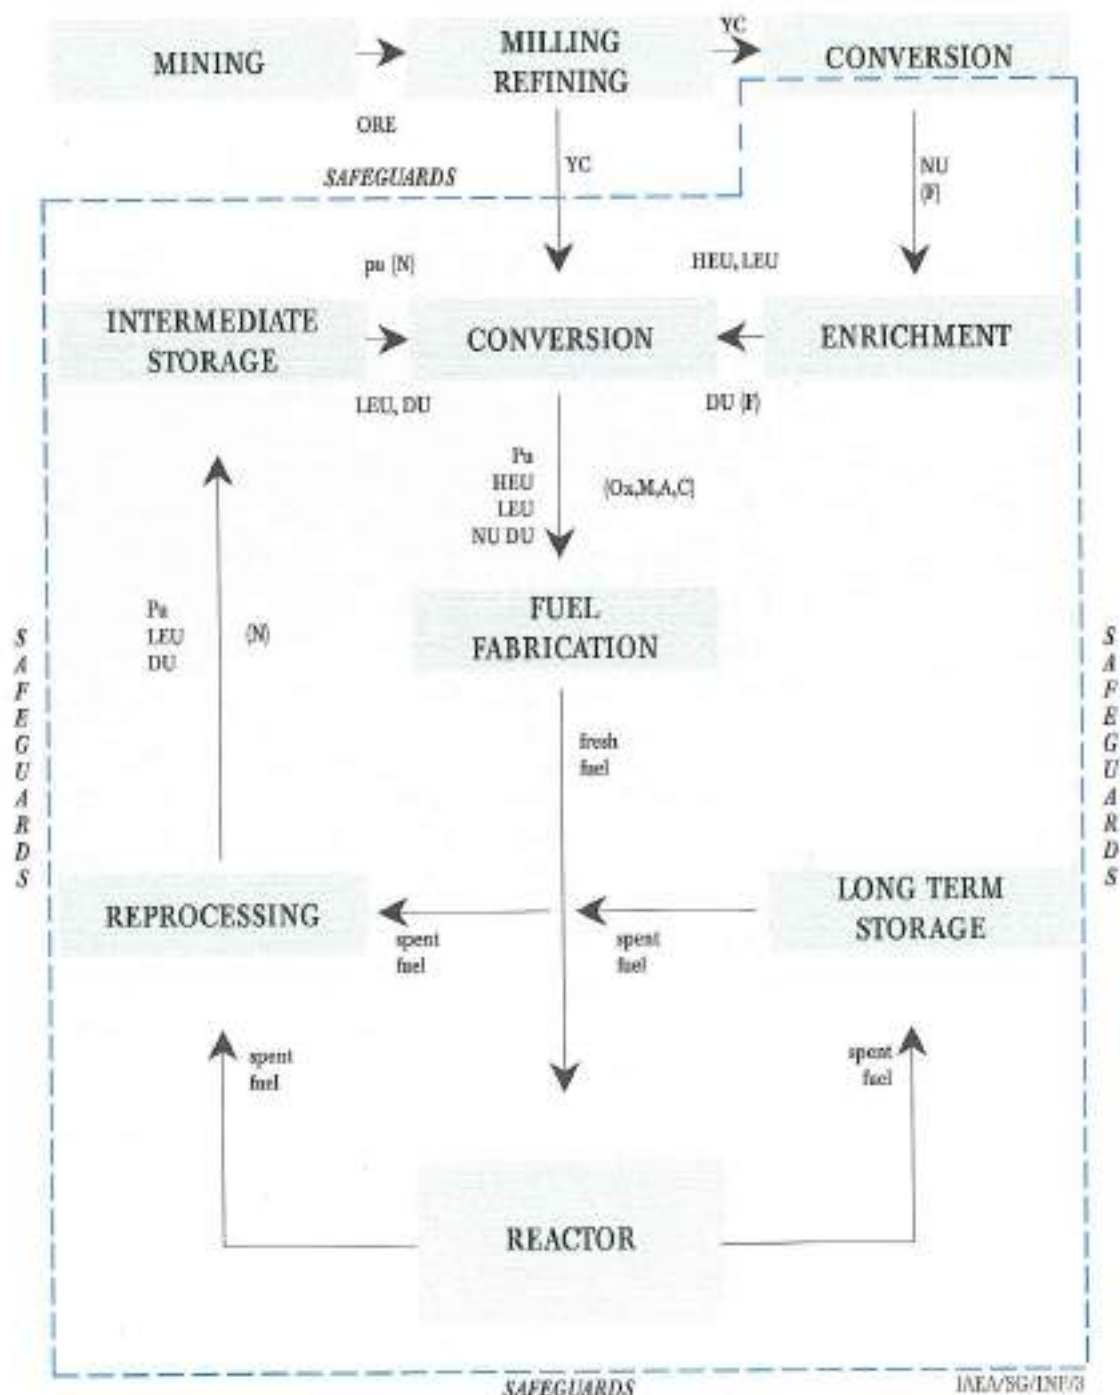 MINING
MILLING
REFINING
YC
CONVERSION
ORE
SAFEGUARDS
YC
NU
(F)
pu (N)
HEU, LEU
INTERMEDIATE
STORAGE
CONVERSION
ENRICHMENT
LEU, DU
DU (F)
Pu
HEU
LEU
NU DU
(Ox,M,A,C)
FUEL
FABRICATION
Pu
LEU
DU
(N)
SAFEGUARDS
SAFEGUARDS
fresh
fuel
REPROCESSING
LONG TERM
STORAGE
spent
fuel
spent
fuel
spent
fuel
spent
fuel
REACTOR
SAFEGUARDS
IAEA/SG/INF/3